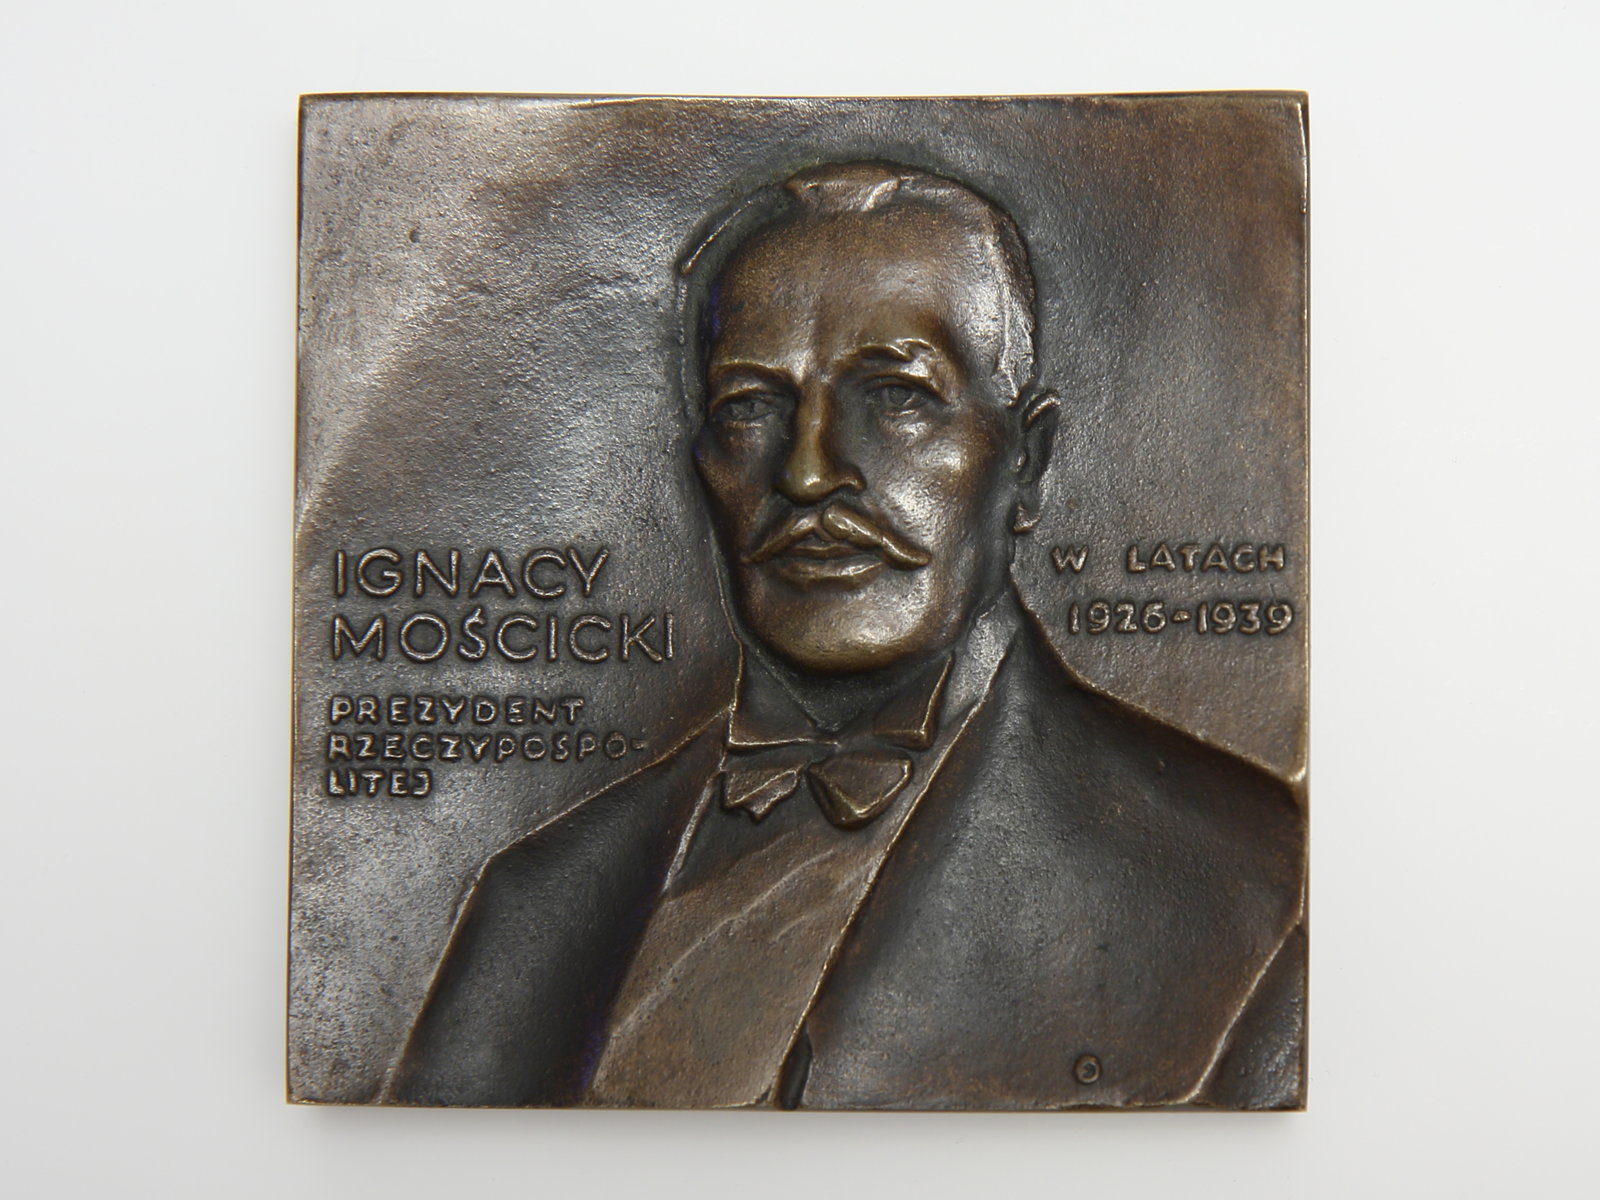 IGNACY
MOŚCICKI
PREZYDENT
RZECZYPOSPO-
LITEJ
W LATACH
1926-1939